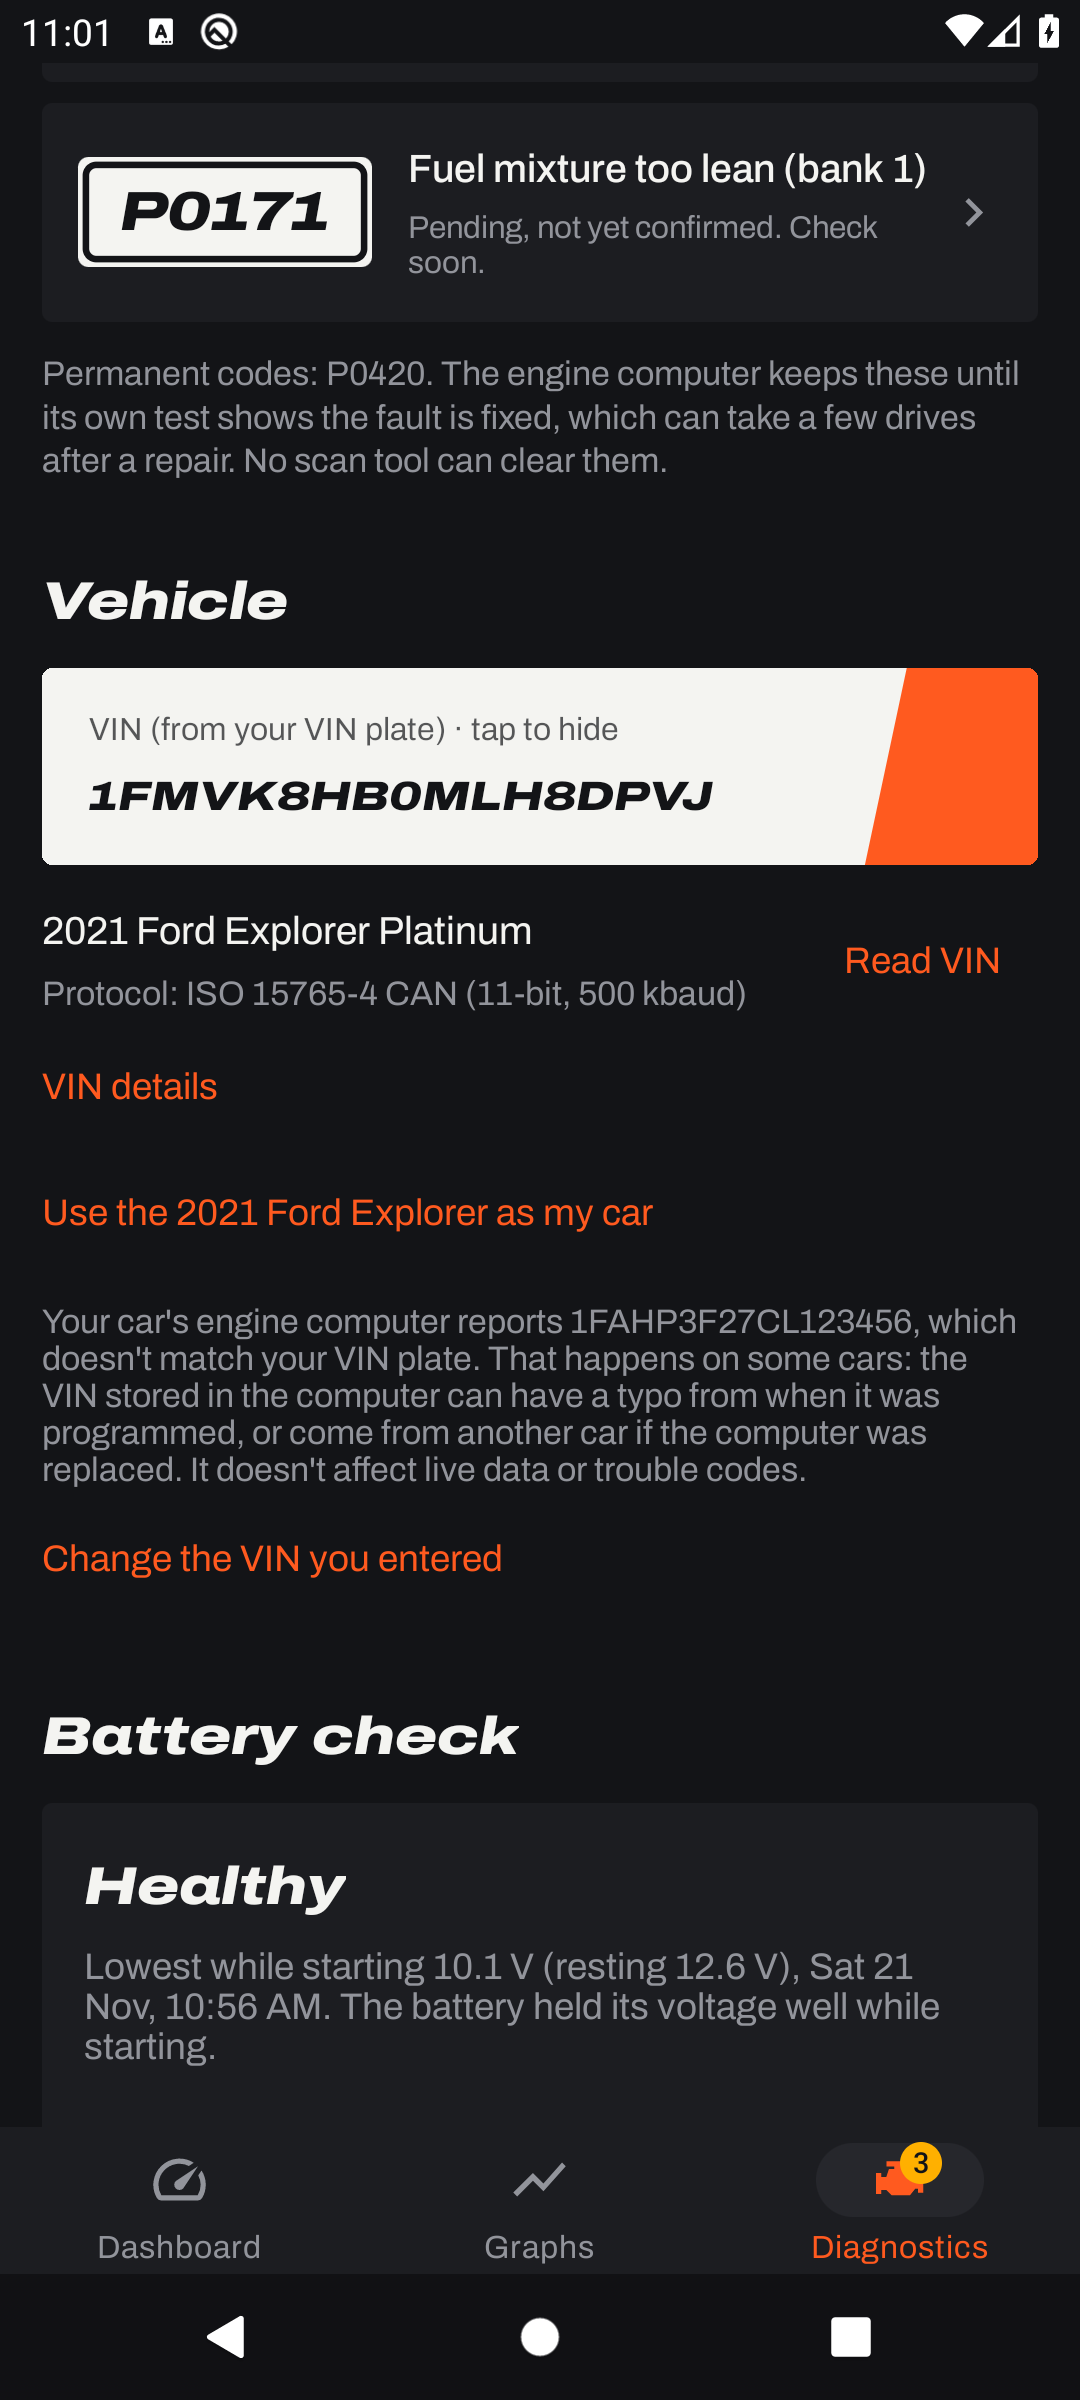 11:01
P0171
Fuel mixture too lean (bank 1)
Pending, not yet confirmed. Check
soon.
Permanent codes: P0420. The engine computer keeps these until
its own test shows the fault is fixed, which can take a few drives
after a repair. No scan tool can clear them.
Vehicle
VIN (from your VIN plate) · tap to hide
1FMVK8HB0MLH8DPVJ
2021 Ford Explorer Platinum
Read VIN
Protocol: ISO 15765-4 CAN (11-bit, 500 kbaud)
VIN details
Use the 2021 Ford Explorer as my car
Your car's engine computer reports 1FAHP3F27CL123456, which
doesn't match your VIN plate. That happens on some cars: the
VIN stored in the computer can have a typo from when it was
programmed, or come from another car if the computer was
replaced. It doesn't affect live data or trouble codes.
Change the VIN you entered
Battery check
Healthy
Lowest while starting 10.1 V (resting 12.6 V), Sat 21
Nov, 10:56 AM. The battery held its voltage well while
starting.
3
Dashboard
Graphs
Diagnostics